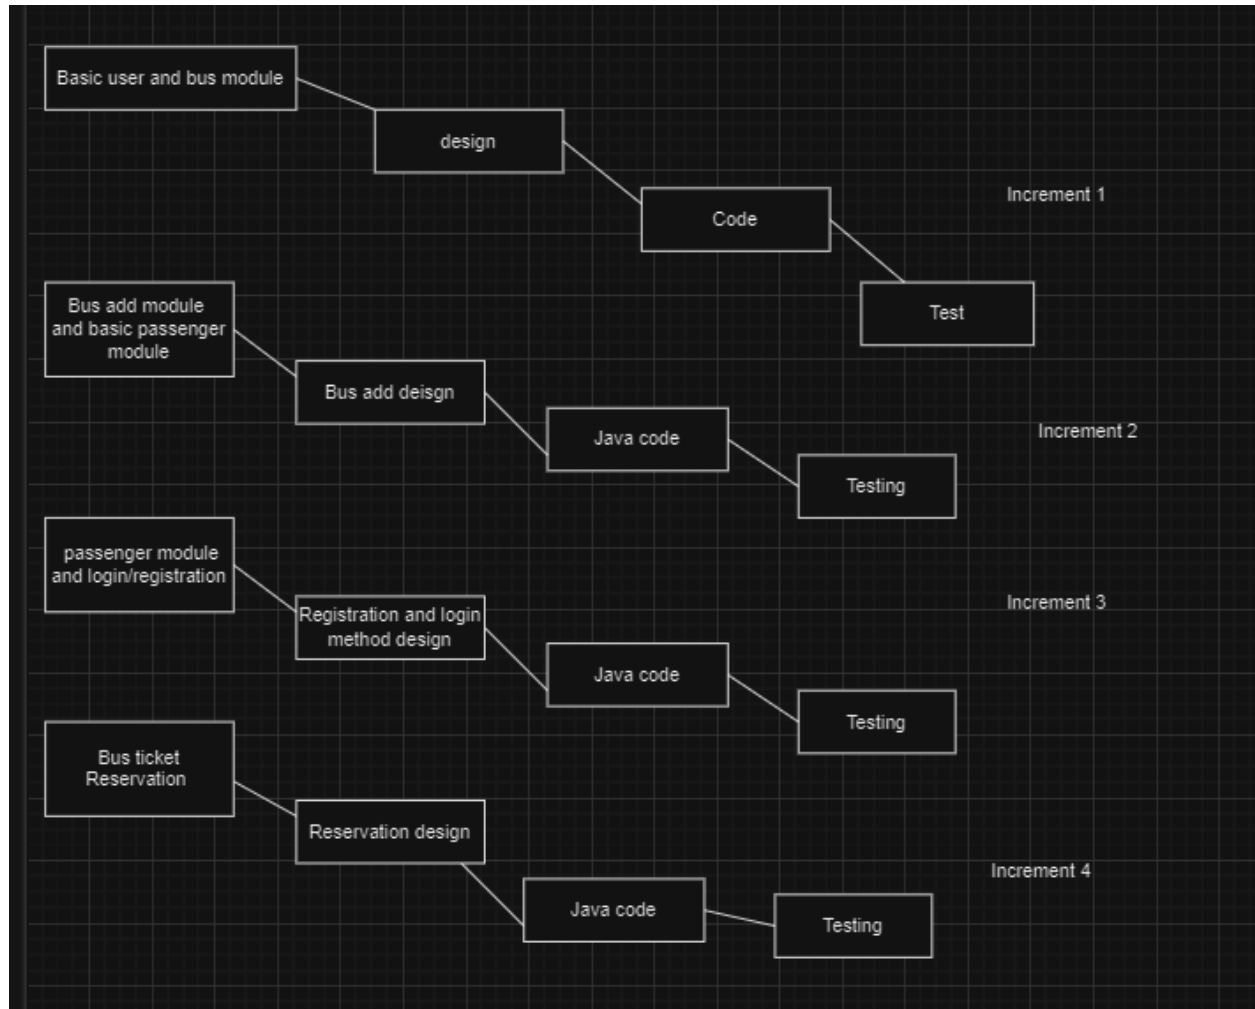 Basic user and bus module
design
Code
Increment 1
Test
Bus add module
and basic passenger
module
Bus add deisgn
Java code
Increment 2
Testing
passenger module
and login/registration
Registration and login
method design
Increment 3
Java code
Testing
Bus ticket
Reservation
Reservation design
Java code
Increment 4
Testing